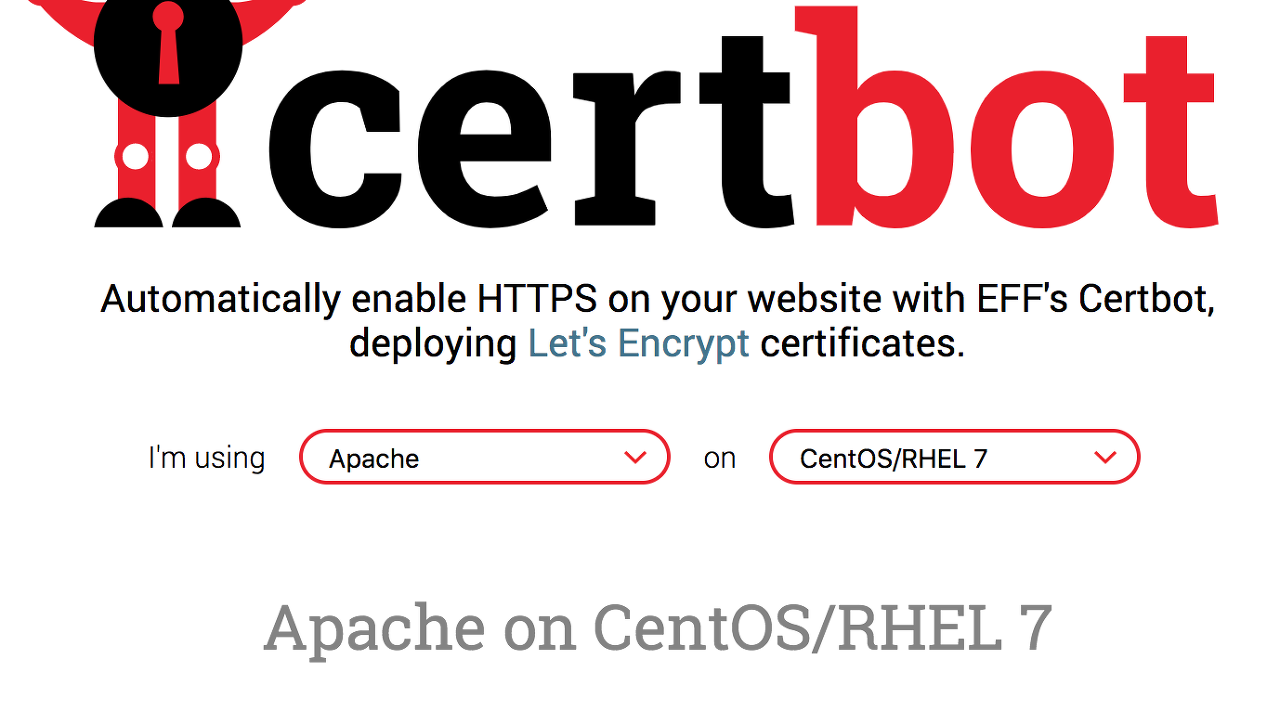 certbot
Automatically enable HTTPS on your website with EFF's Certbot,
deploying Let's Encrypt certificates.
I'm using Apache on CentOS/RHEL 7
Apache on CentOS/RHEL 7